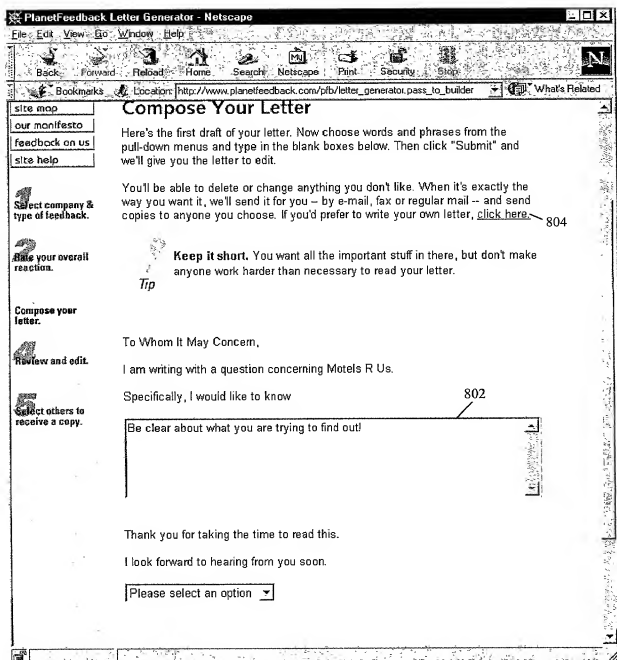 PlanetFeedback Letter Generator - Netscape
File Edit View Go Window Help
Back Forward Reload Home Search Netscape Print Security Stop
Bookmarks Location: http://www.planetfeedback.com/pfb/letter_generator.pass_to_builder What's Related
site map
our manifesto
feedback on us
site help
1
Select company &
type of feedback.
2
Rate your overall
reaction.
Compose your
letter.
4
Review and edit.
5
Select others to
receive a copy.
Compose Your Letter
Here's the first draft of your letter. Now choose words and phrases from the
pull-down menus and type in the blank boxes below. Then click "Submit" and
we'll give you the letter to edit.
You'll be able to delete or change anything you don't like. When it's exactly the
way you want it, we'll send it for you -- by e-mail, fax or regular mail -- and send
copies to anyone you choose. If you'd prefer to write your own letter, click here.
804
Tip
Keep it short. You want all the important stuff in there, but don't make
anyone work harder than necessary to read your letter.
To Whom It May Concern,
I am writing with a question concerning Motels R Us.
Specifically, I would like to know
802
Be clear about what you are trying to find out!
Thank you for taking the time to read this.
I look forward to hearing from you soon.
Please select an option